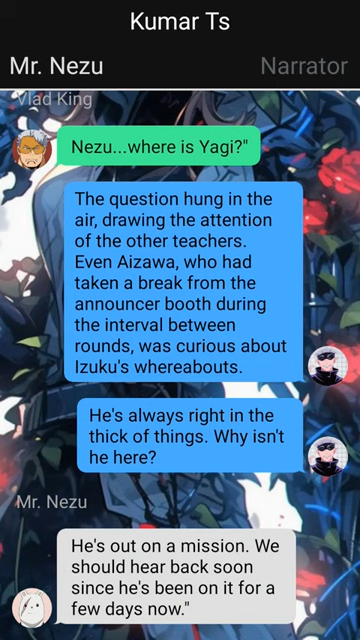 Kumar Ts
Mr. Nezu
Narrator
Vlad King
Nezu...where is Yagi?"
The question hung in the
air, drawing the attention
of the other teachers.
Even Aizawa, who had
taken a break from the
announcer booth during
the interval between
rounds, was curious about
Izuku's whereabouts.
He's always right in the
thick of things. Why isn't
he here?
Mr. Nezu
He's out on a mission. We
should hear back soon
since he's been on it for a
few days now."